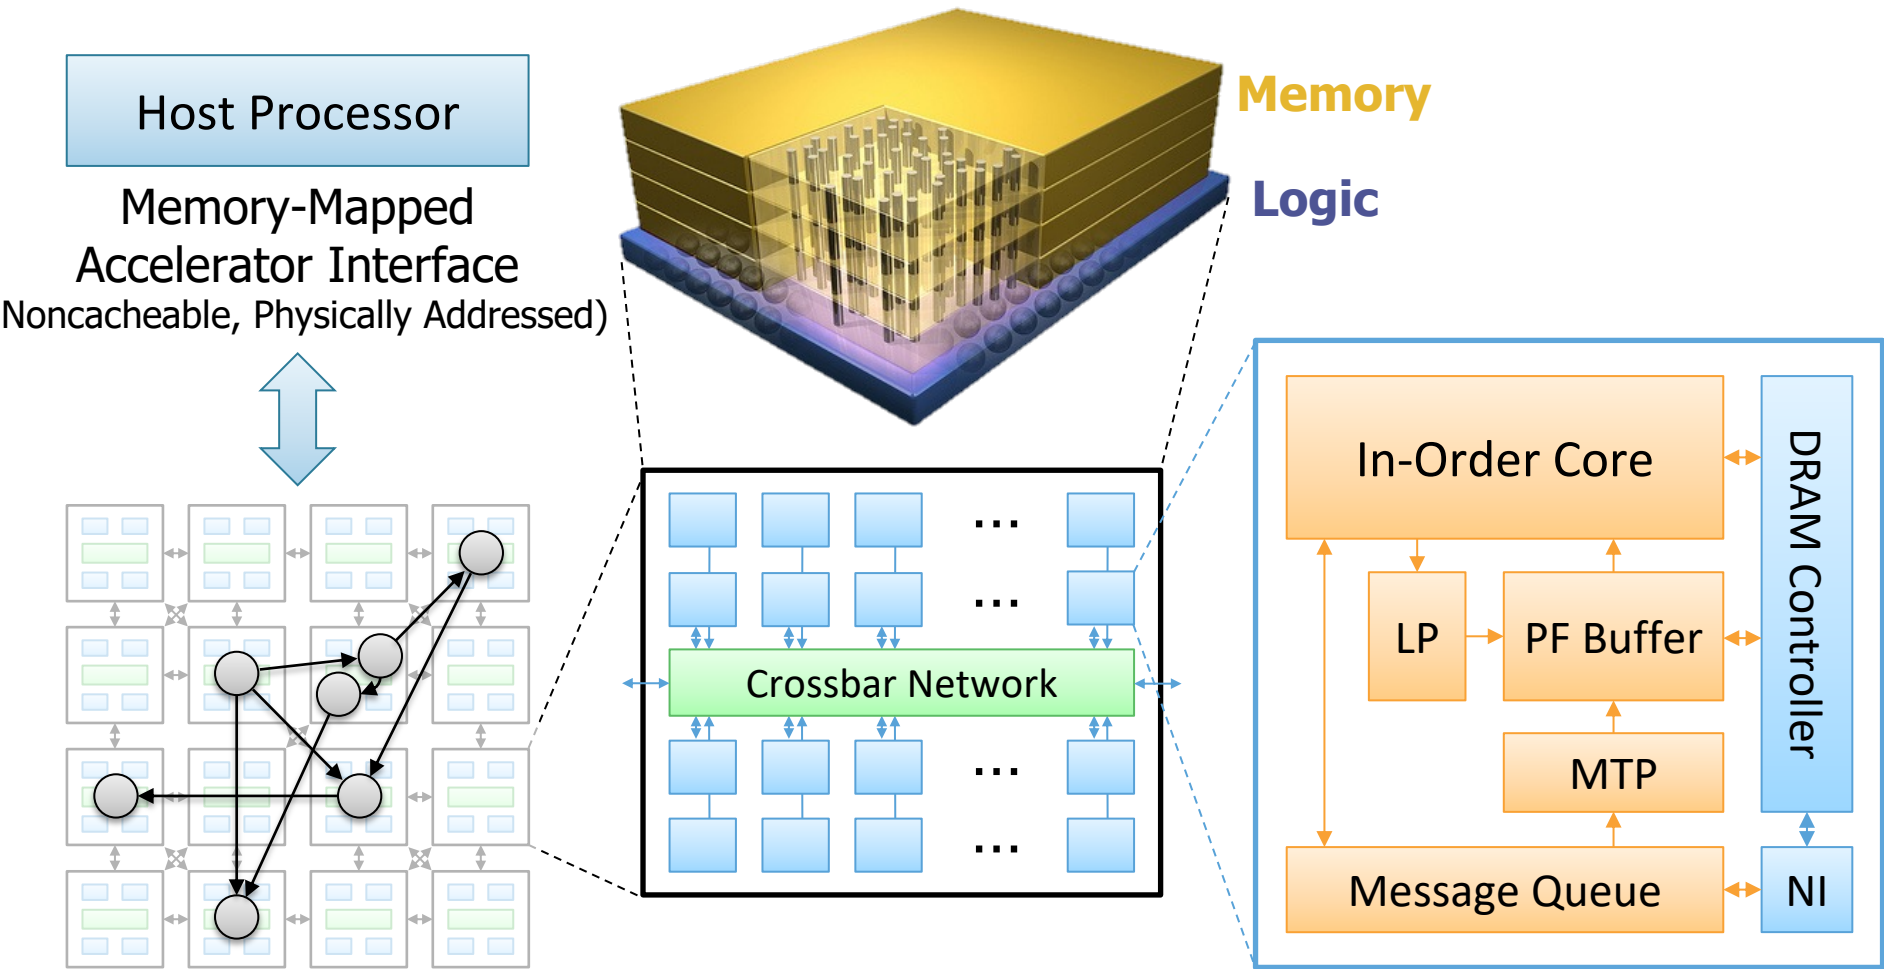 Host Processor
Memory-Mapped
Accelerator Interface
Noncacheable, Physically Addressed)
Memory
Logic
...
...
Crossbar Network
...
...
In-Order Core
LP
PF Buffer
MTP
Message Queue
DRAM Controller
NI